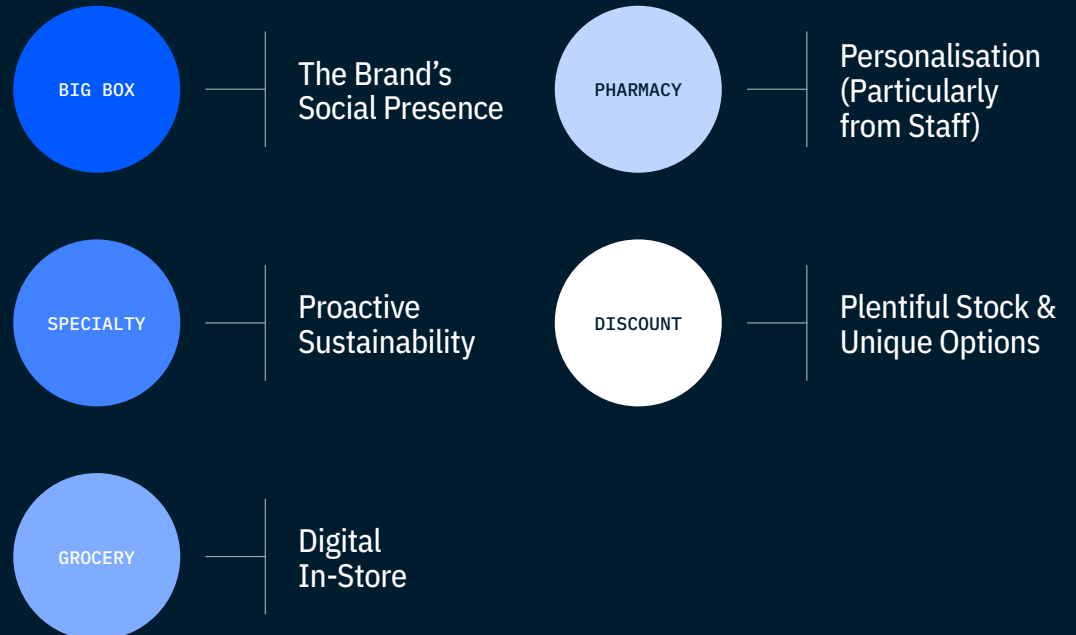 BIG BOX
The Brand’s
Social Presence
PHARMACY
Personalisation
(Particularly
from Staff)
SPECIALTY
Proactive
Sustainability
DISCOUNT
Plentiful Stock &
Unique Options
GROCERY
Digital
In-Store